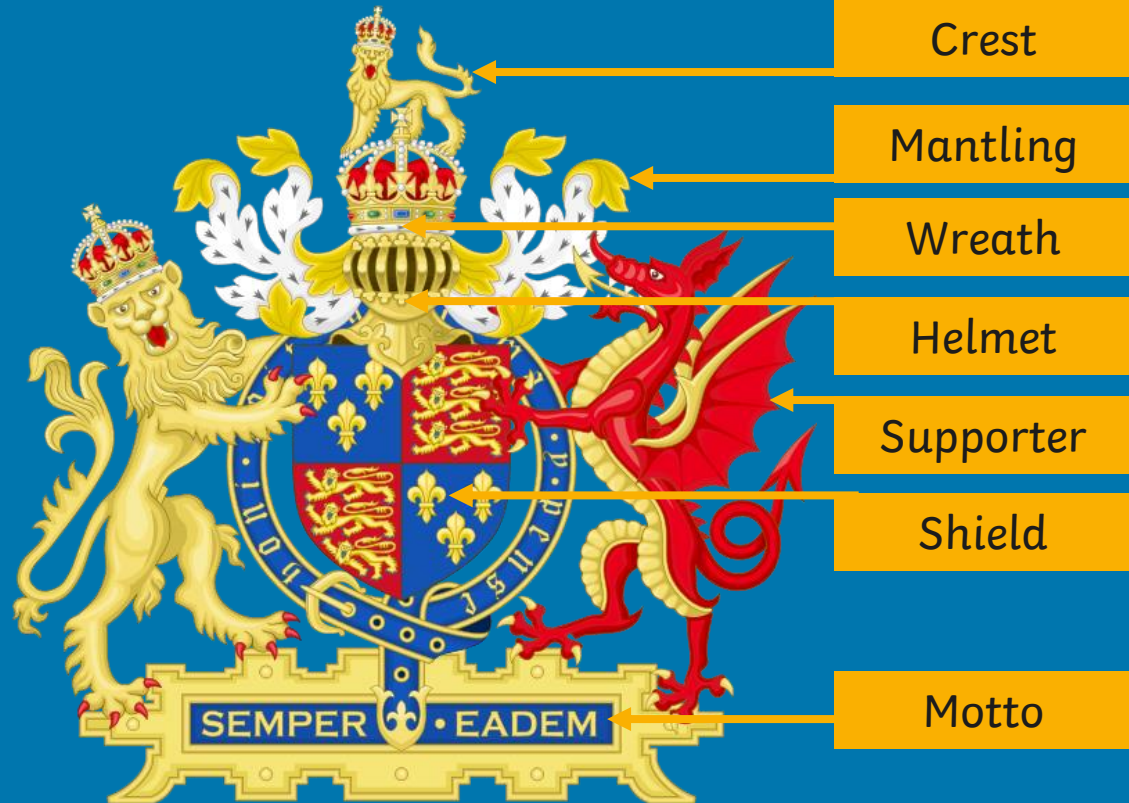 Crest
Mantling
Wreath
Helmet
Supporter
Shield
Motto
SEMPER · EADEM